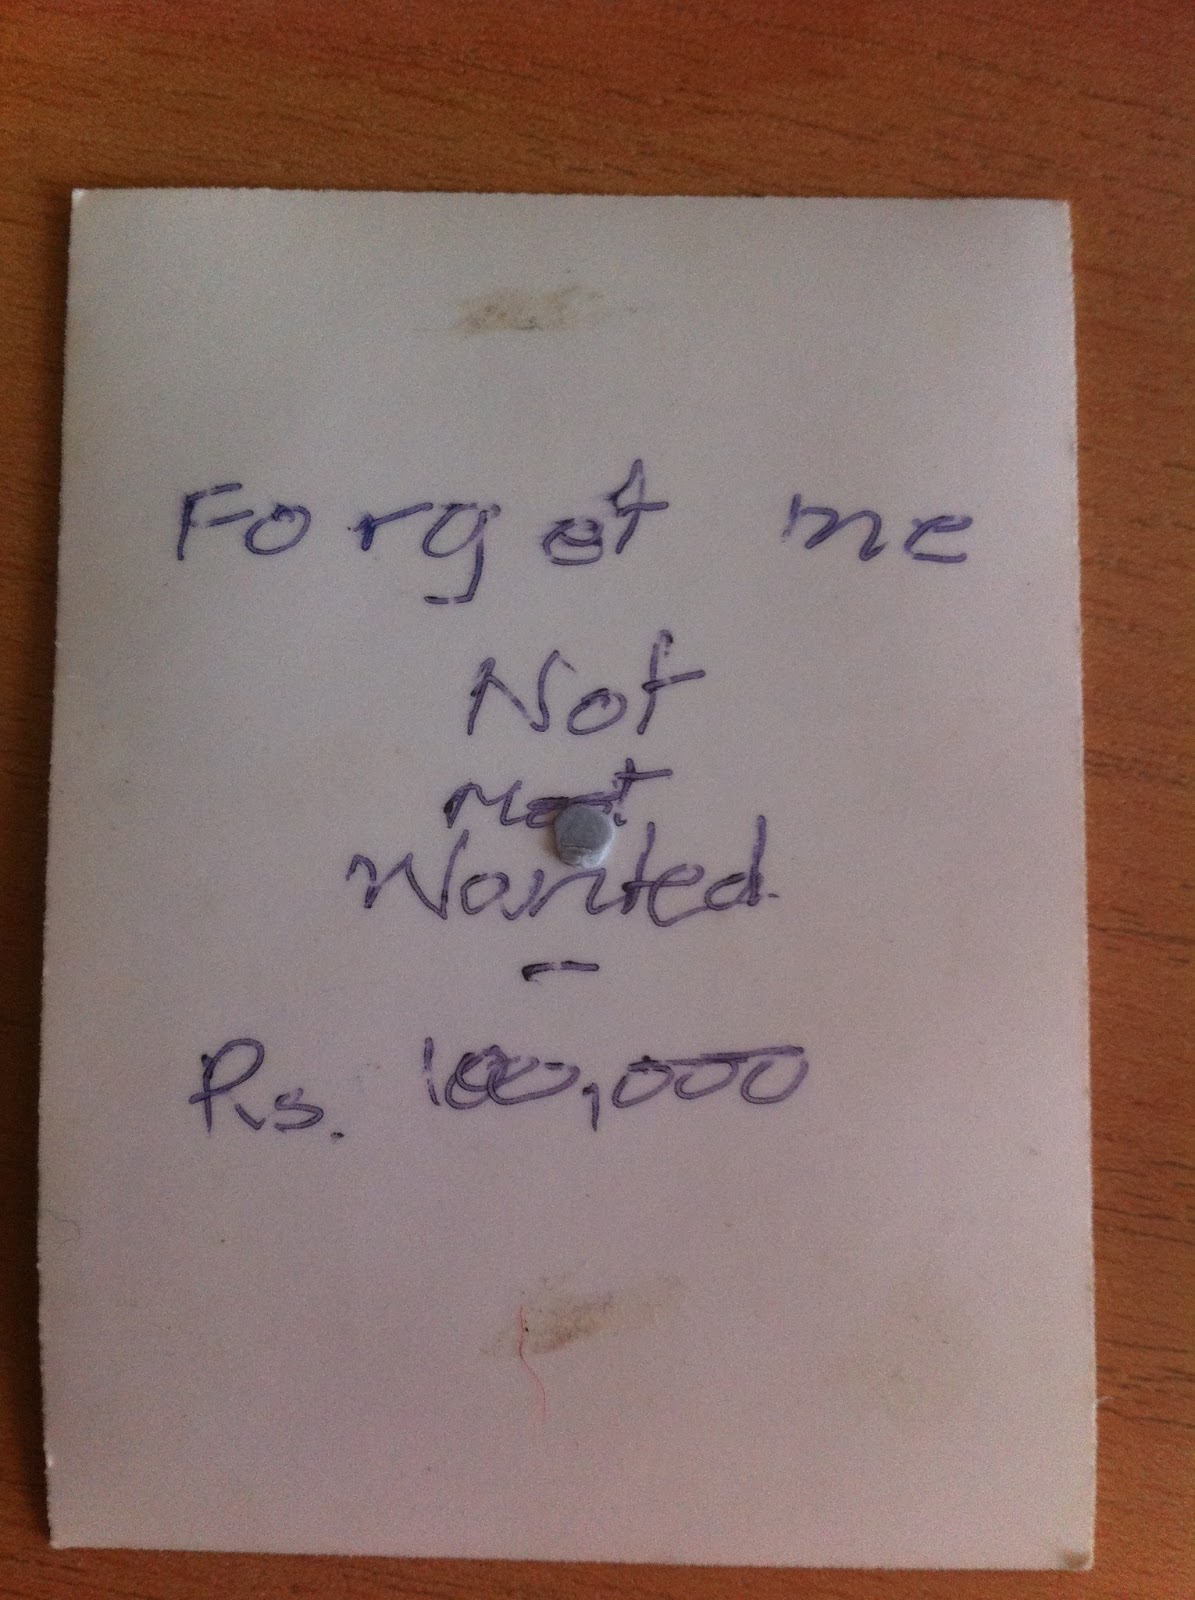 Forget me
Not
Most
Wanted
-
Rs. 100,000